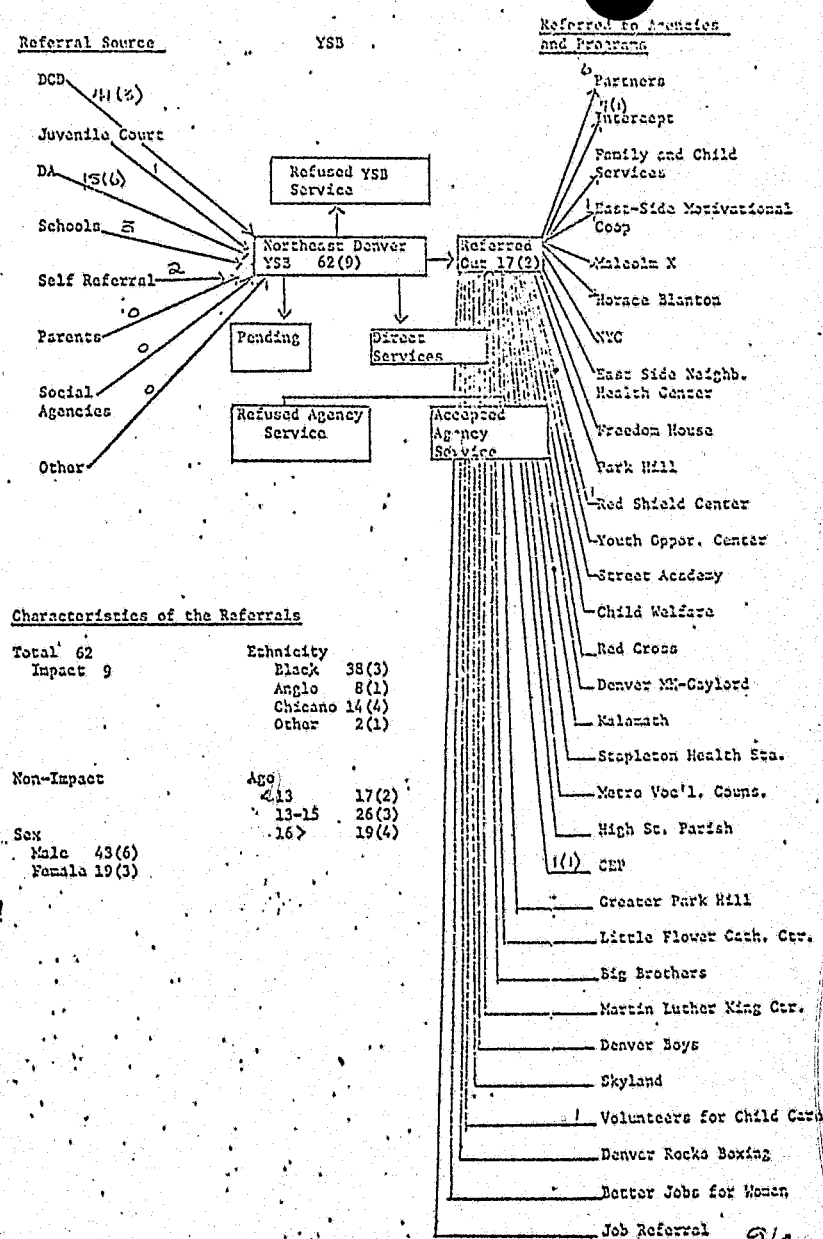 Referral Source
YSB
Referred to Agencies
and Programs
DCD
41(3)
Juvenile Court
1
DA
15(6)
Schools
3
Self Referral
2
Parents
0
Social
Agencies
0
Other
0
Refused YSB
Service
Northeast Denver
YSB 62(9)
Pending
Direct
Services
Referred
Out 17(2)
Refused Agency
Service
Accepted
Agency
Service
6 Partners
7(1)
Intercept
Family and Child
Services
1 East-Side Motivational
Coop
Malcolm X
Horace Blanton
NYC
East Side Neighb.
Health Center
Freedom House
Park Hill
1 Red Shield Center
Youth Oppor. Center
Street Academy
Child Welfare
Red Cross
Denver MH-Gaylord
Kalamath
Stapleton Health Sta.
Metro Voc'l. Couns.
High St. Parish
1(1) CEP
Greater Park Hill
Little Flower Cath. Ctr.
Big Brothers
Martin Luther King Ctr.
Denver Boys
Skyland
1 Volunteers for Child Care
Denver Rocks Boxing
Better Jobs for Women
Job Referral
Characteristics of the Referrals
Total 62
Impact 9
Non-Impact
Sex
Male 43(6)
Female 19(3)
Ethnicity
Black 38(3)
Anglo 8(1)
Chicano 14(4)
Other 2(1)
Age
<13 17(2)
13-15 26(3)
16> 19(4)